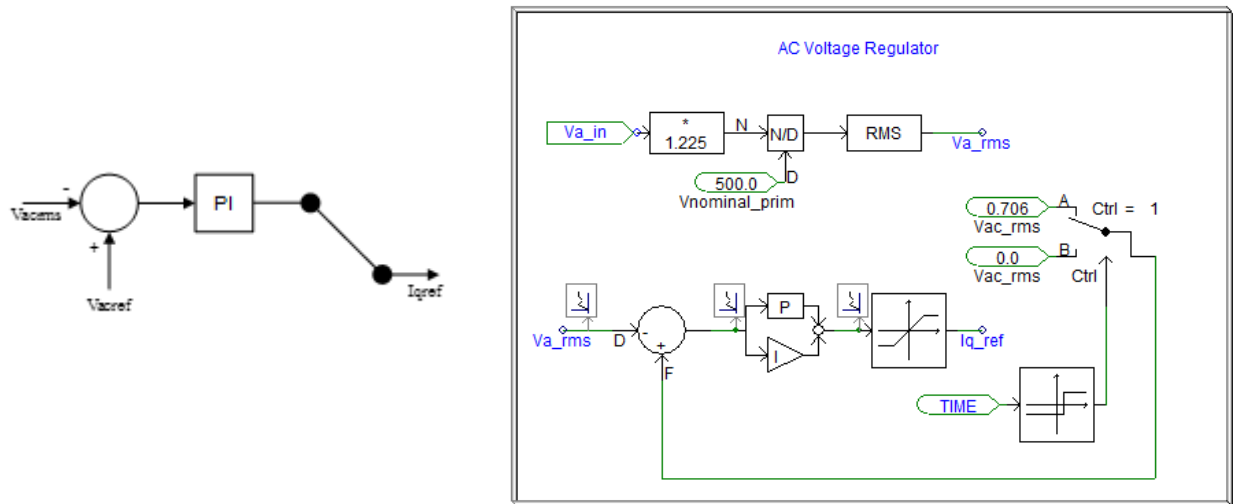 -
Vacrms
+
Vacref
PI
Iqref
AC Voltage Regulator
Va_in
*
1.225
N
N/D
D
500.0
Vnominal_prim
RMS
Va_rms
0.706
A
Ctrl = 1
Vac_rms
0.0
B
Vac_rms
Ctrl
Va_rms
D
-
+
F
P
I
Iq_ref
TIME